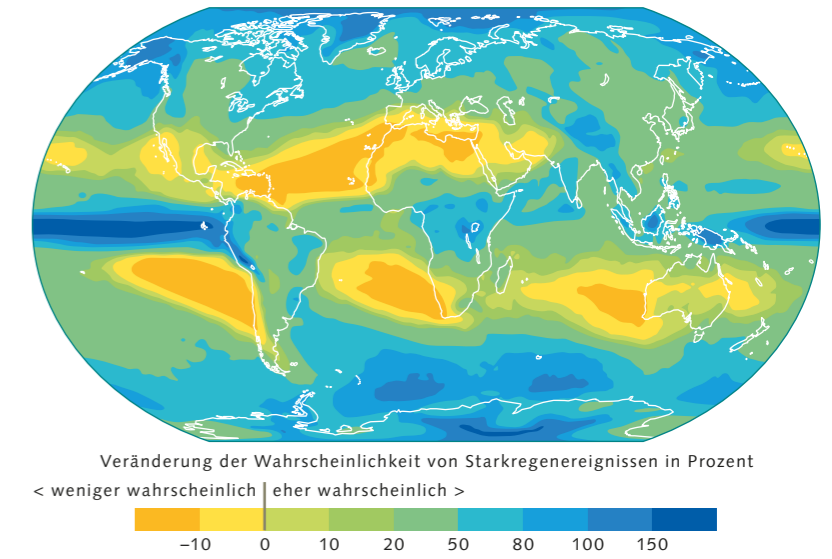 Veränderung der Wahrscheinlichkeit von Starkregenereignissen in Prozent
< weniger wahrscheinlich | eher wahrscheinlich >
–10 0 10 20 50 80 100 150